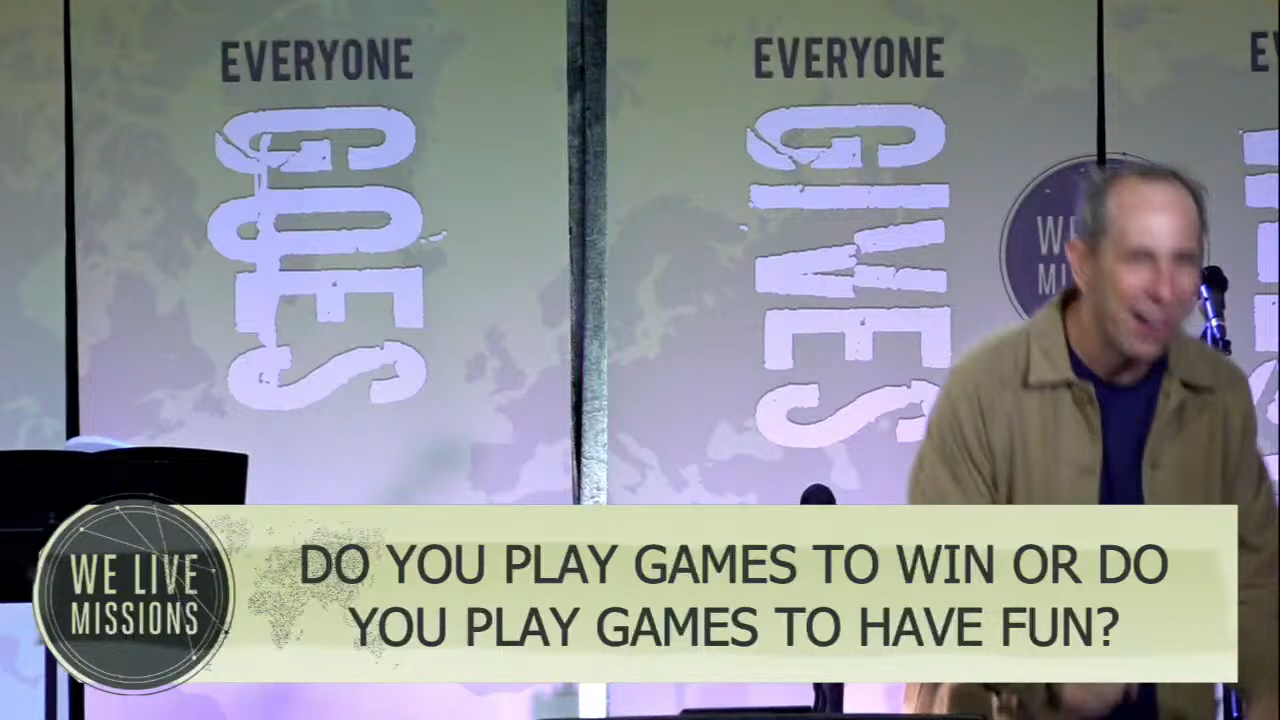 EVERYONE
GOES
EVERYONE
GIVES
WE LIVE
MISSIONS
DO YOU PLAY GAMES TO WIN OR DO
YOU PLAY GAMES TO HAVE FUN?